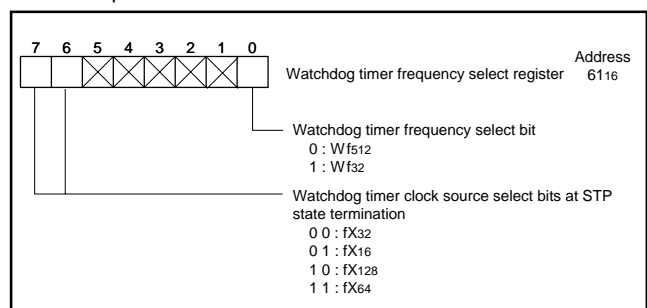 7 6 5 4 3 2 1 0
Address
Watchdog timer frequency select register 6116
Watchdog timer frequency select bit
0 : Wf512
1 : Wf32
Watchdog timer clock source select bits at STP
state termination
0 0 : fX32
0 1 : fX16
1 0 : fX128
1 1 : fX64